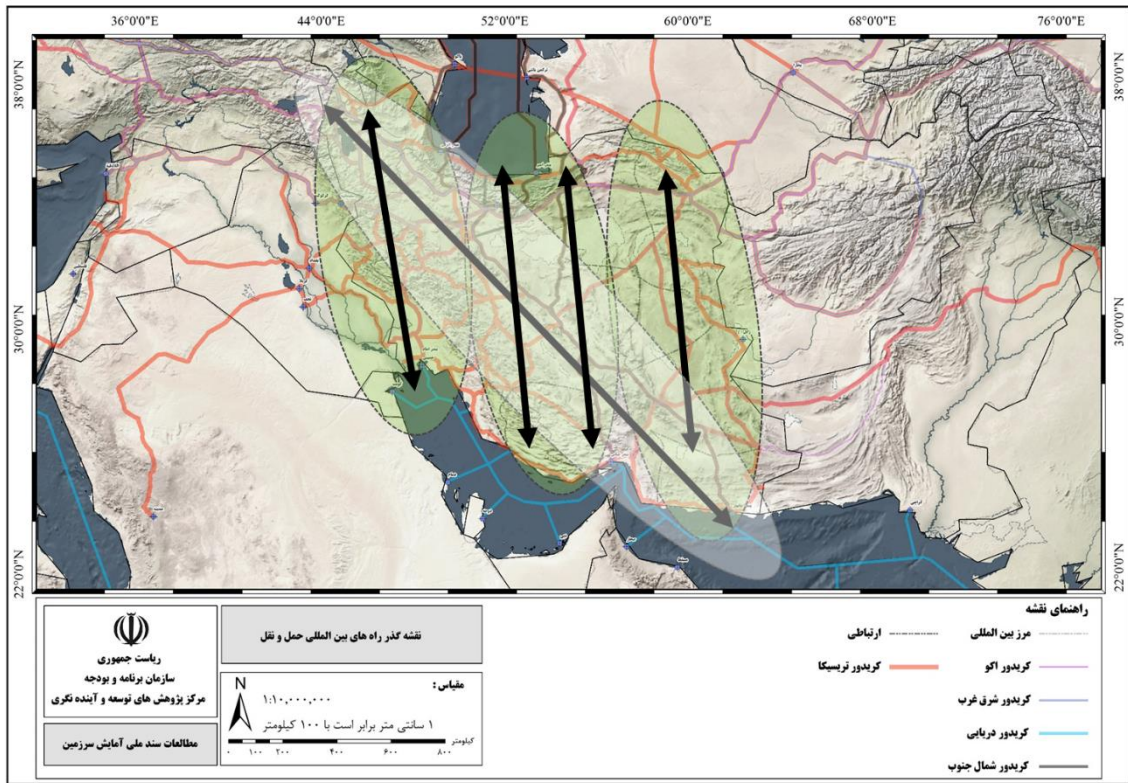 36°0'0"E
44°0'0"E
52°0'0"E
60°0'0"E
68°0'0"E
76°0'0"E
38°0'0"N
38°0'0"N
30°0'0"N
30°0'0"N
22°0'0"N
22°0'0"N
راهنمای نقشه
مرز بین المللی
ارتباطی
کریدور اکو
کریدور تریسیکا
کریدور شرق غرب
کریدور دریایی
کریدور شمال جنوب
نقشه گذر راه های بین المللی حمل و نقل
مقیاس :
۱:۱۰,۰۰۰,۰۰۰
۱ سانتی متر برابر است با ۱۰۰ کیلومتر
N
کیلومتر
۰ ۱۰۰ ۲۰۰ ۴۰۰ ۶۰۰ ۸۰۰
ریاست جمهوری
سازمان برنامه و بودجه
مرکز پژوهش های توسعه و آینده نگری
مطالعات سند ملی آمایش سرزمین